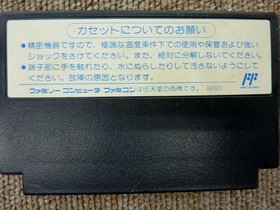 カセットについてのお願い
●精密機器ですので、極端な温度条件下での使用や保管および強い
ショックをさけてください。また、絶対に分解しないでください。
●端子部に手を触れたり、水にぬらしたりして汚さないようにして
ください。故障の原因となります。
ファミリーコンピュータ ファミコンは任天堂の商標です。